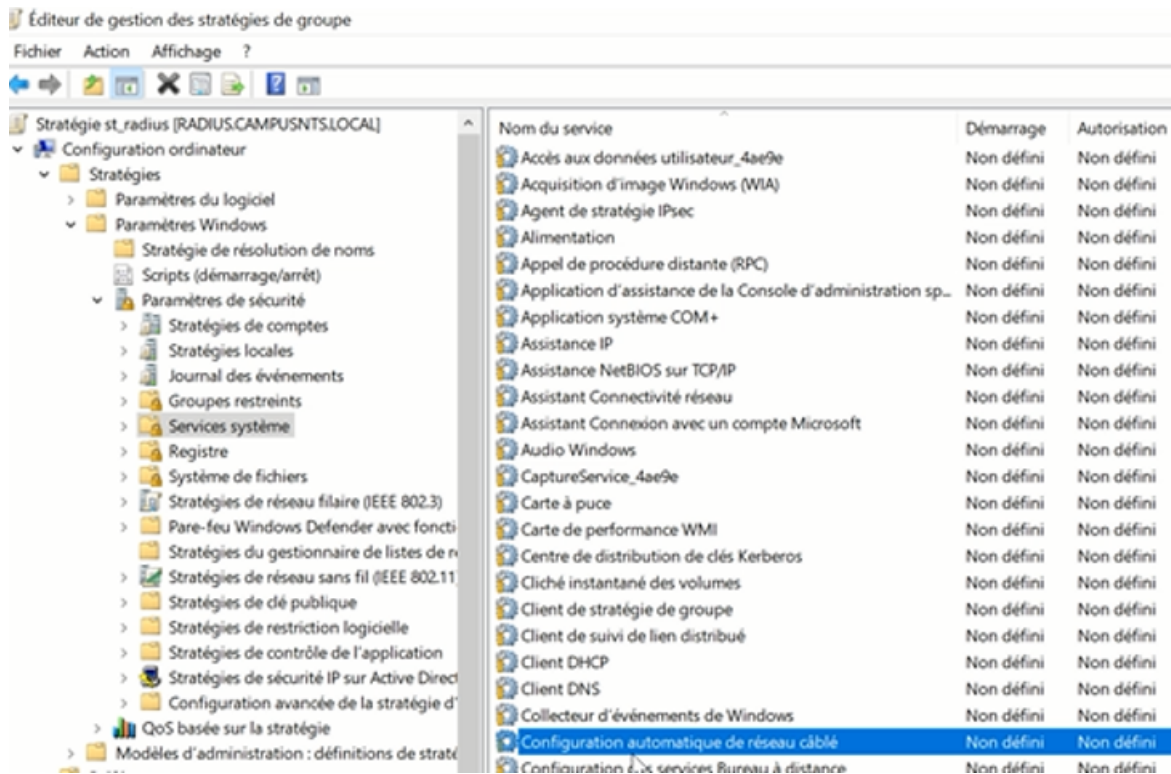 Éditeur de gestion des stratégies de groupe
Fichier Action Affichage ?
Stratégie st_radius [RADIUS.CAMPUSNTS.LOCAL]
Configuration ordinateur
Stratégies
Paramètres du logiciel
Paramètres Windows
Stratégie de résolution de noms
Scripts (démarrage/arrêt)
Paramètres de sécurité
Stratégies de comptes
Stratégies locales
Journal des événements
Groupes restreints
Services système
Registre
Système de fichiers
Stratégies de réseau filaire (IEEE 802.3)
Pare-feu Windows Defender avec foncti
Stratégies du gestionnaire de listes de r
Stratégies de réseau sans fil (IEEE 802.11
Stratégies de clé publique
Stratégies de restriction logicielle
Stratégies de contrôle de l'application
Stratégies de sécurité IP sur Active Direct
Configuration avancée de la stratégie d'
QoS basée sur la stratégie
Modèles d'administration : définitions de straté
Nom du service Démarrage Autorisation
Accès aux données utilisateur_4ae9e Non défini Non défini
Acquisition d'image Windows (WIA) Non défini Non défini
Agent de stratégie IPsec Non défini Non défini
Alimentation Non défini Non défini
Appel de procédure distante (RPC) Non défini Non défini
Application d'assistance de la Console d'administration sp... Non défini Non défini
Application système COM+ Non défini Non défini
Assistance IP Non défini Non défini
Assistance NetBIOS sur TCP/IP Non défini Non défini
Assistant Connectivité réseau Non défini Non défini
Assistant Connexion avec un compte Microsoft Non défini Non défini
Audio Windows Non défini Non défini
CaptureService_4ae9e Non défini Non défini
Carte à puce Non défini Non défini
Carte de performance WMI Non défini Non défini
Centre de distribution de clés Kerberos Non défini Non défini
Cliché instantané des volumes Non défini Non défini
Client de stratégie de groupe Non défini Non défini
Client de suivi de lien distribué Non défini Non défini
Client DHCP Non défini Non défini
Client DNS Non défini Non défini
Collecteur d'événements de Windows Non défini Non défini
Configuration automatique de réseau câblé Non défini Non défini
Configuration des services Bureau à distance Non défini Non défini